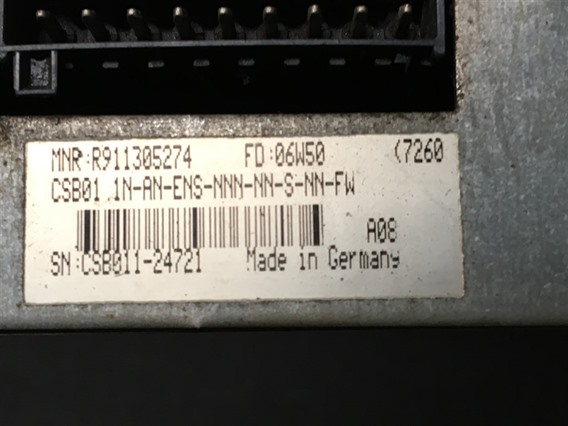 MNR:R911305274 FD:06W50 (7260
CSB01.1N-AN-ENS-NNN-NN-S-NN-FW
A08
SN:CSB011-24721 Made in Germany